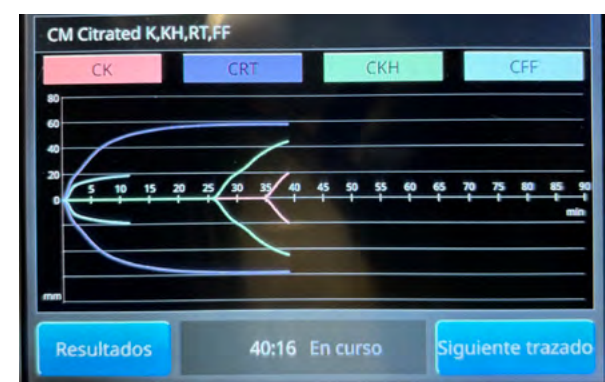 CM Citrated K,KH,RT,FF
CK CRT CKH CFF
80
60
40
20
0
5 10 15 20 25 30 35 40 45 50 55 60 65 70 75 80 85 90
min
mm
Resultados 40:16 En curso Siguiente trazado